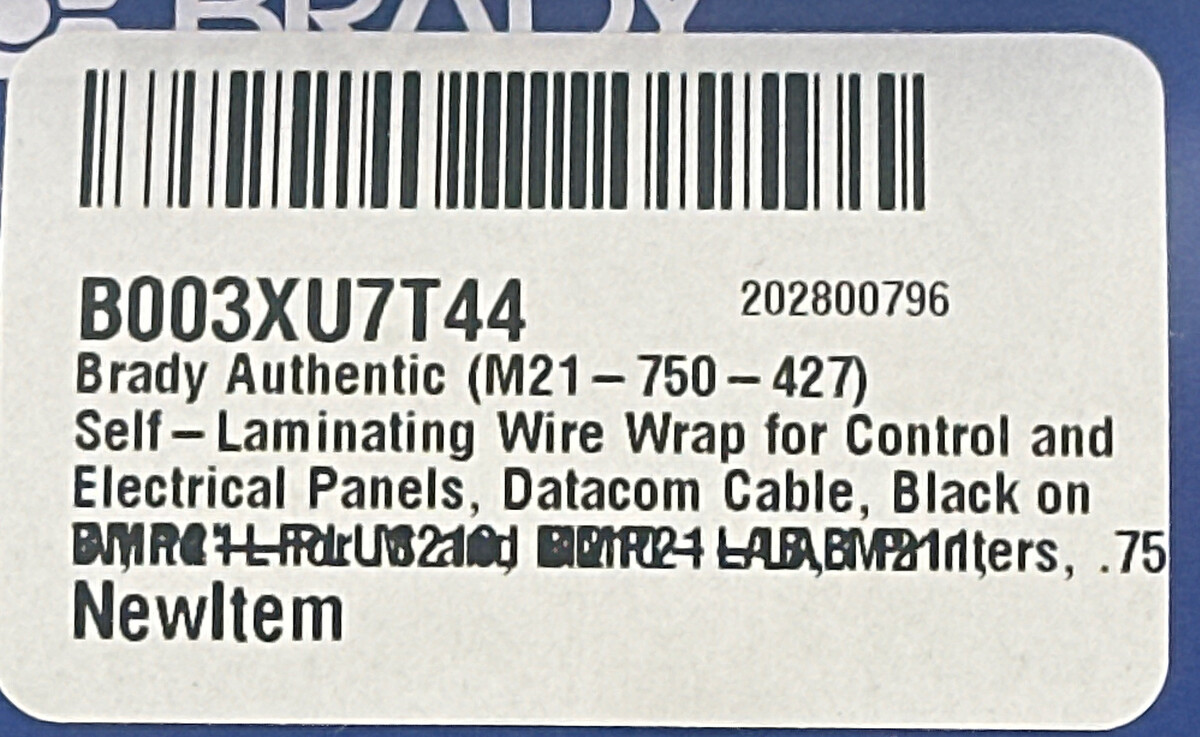 BRADY
B003XU7T44 202800796
Brady Authentic (M21-750-427)
Self-Laminating Wire Wrap for Control and
Electrical Panels, Datacom Cable, Black on
.75
NewItem